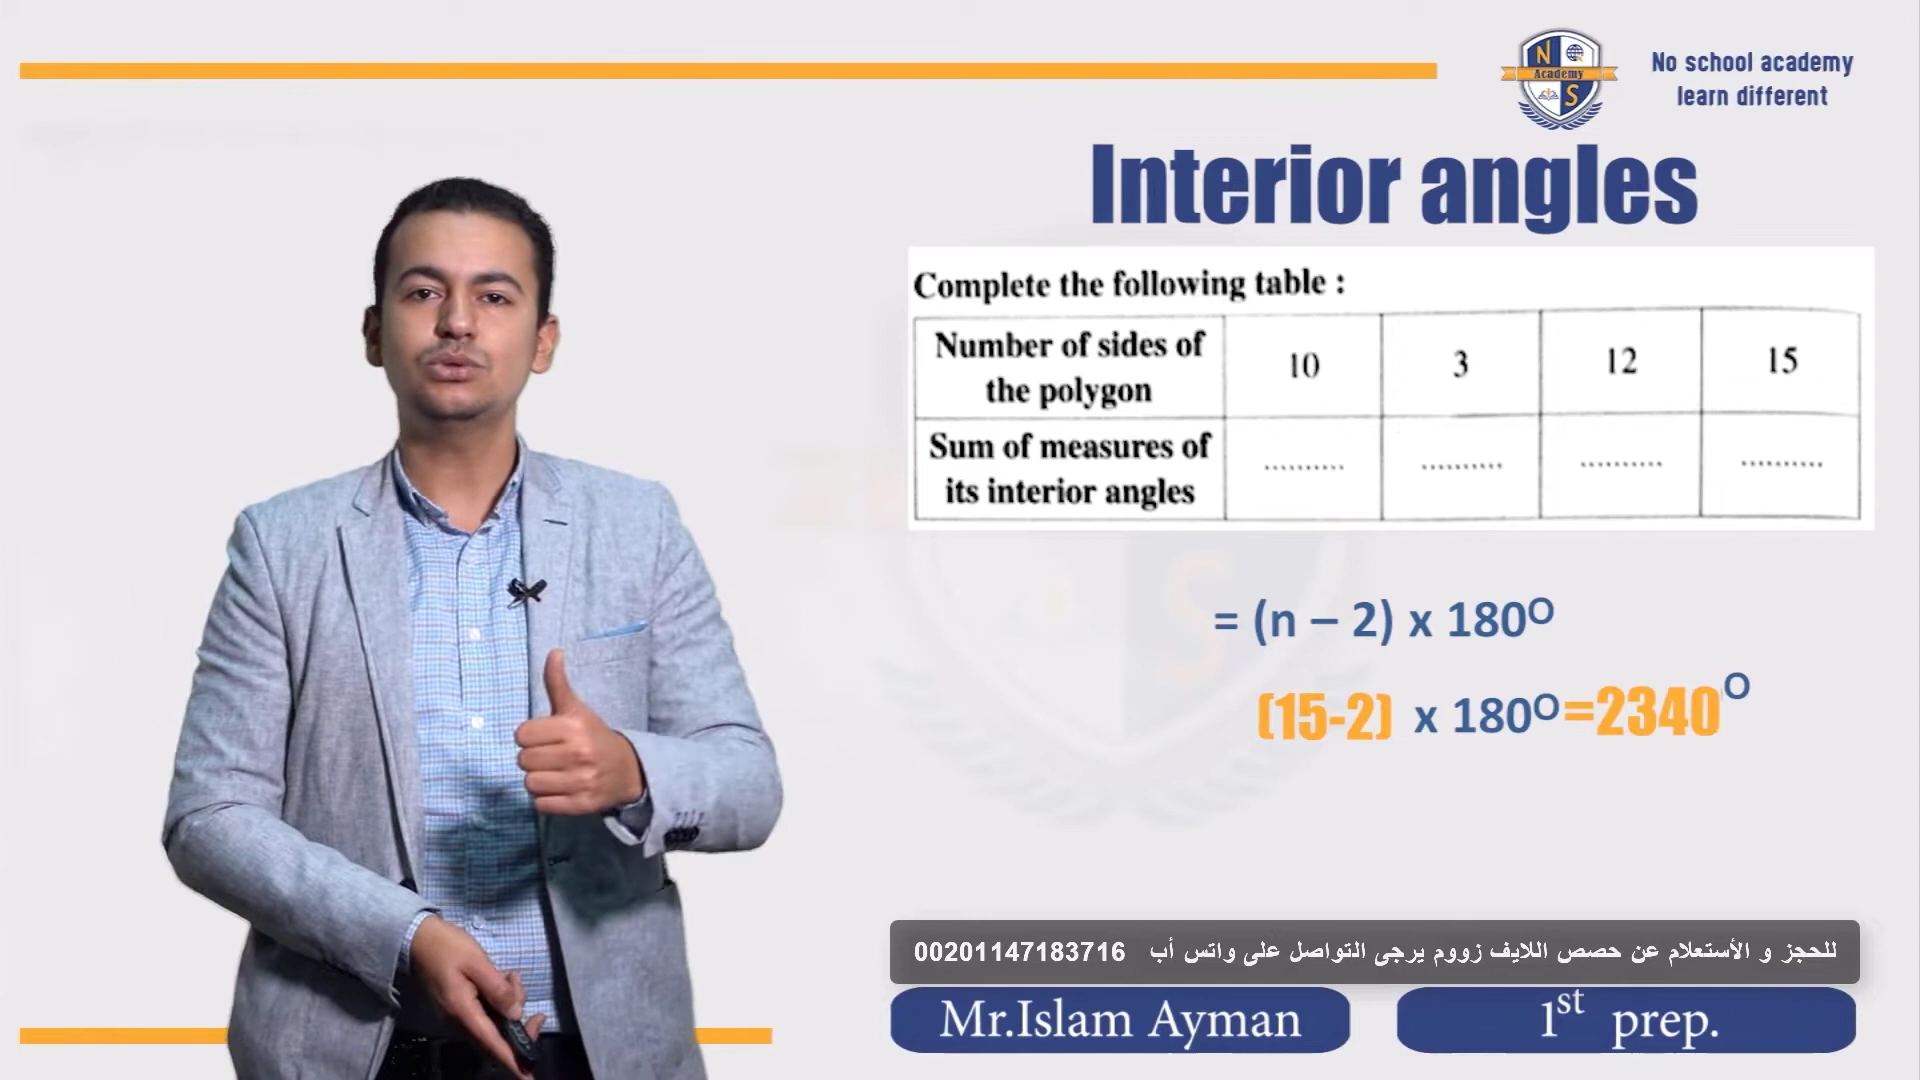 N
Academy
S
No school academy
learn different
Interior angles
Complete the following table :
Number of sides of
the polygon
10
3
12
15
Sum of measures of
its interior angles
..........
..........
..........
..........
= (n – 2) x 180ᴼ
(15-2) x 180ᴼ=2340ᴼ
للحجز و الأستعلام عن حصص اللايف زووم يرجى التواصل على واتس أب 00201147183716
Mr.Islam Ayman
1st prep.